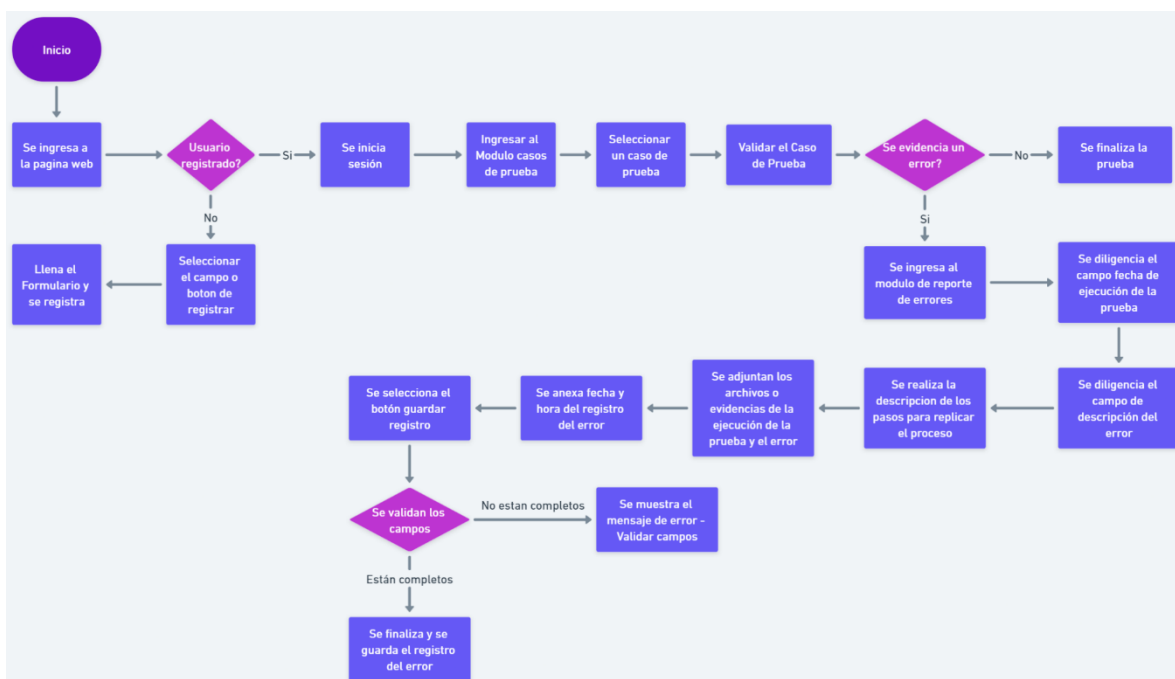 Inicio
Se ingresa a
la pagina web
Usuario
registrado?
Si
Se inicia
sesión
Ingresar al
Modulo casos
de prueba
Seleccionar
un caso de
prueba
Validar el Caso
de Prueba
Se evidencia un
error?
No
Se finaliza la
prueba
No
Si
Llena el
Formulario y
se registra
Seleccionar
el campo o
boton de
registrar
Se ingresa al
modulo de reporte
de errores
Se diligencia el
campo fecha de
ejecución de la
prueba
Se selecciona el
botón guardar
registro
Se anexa fecha y
hora del registro
del error
Se adjuntan los
archivos o
evidencias de la
ejecución de la
prueba y el error
Se realiza la
descripcion de los
pasos para replicar
el proceso
Se diligencia el
campo de
descripción del
error
Se validan los
campos
No estan completos
Se muestra el
mensaje de error -
Validar campos
Están completos
Se finaliza y se
guarda el registro
del error